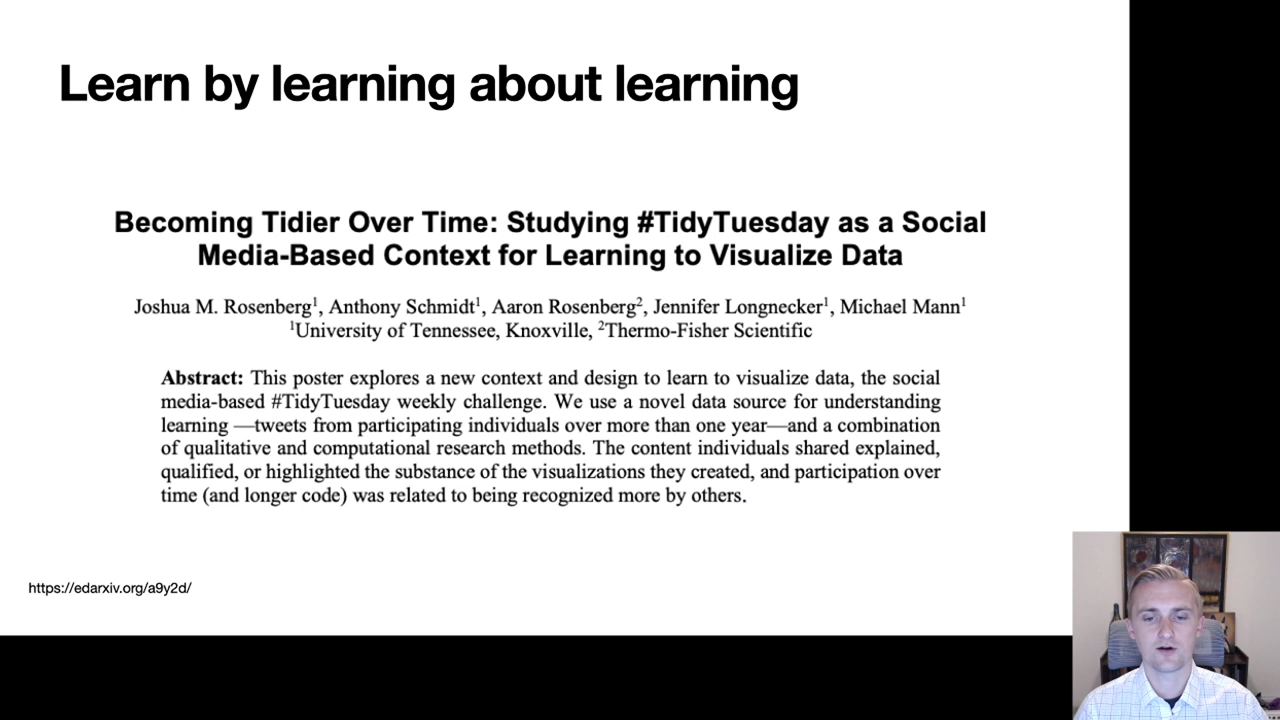 Learn by learning about learning
Becoming Tidier Over Time: Studying #TidyTuesday as a Social
Media-Based Context for Learning to Visualize Data
Joshua M. Rosenberg¹, Anthony Schmidt¹, Aaron Rosenberg², Jennifer Longnecker¹, Michael Mann¹
¹University of Tennessee, Knoxville, ²Thermo-Fisher Scientific
Abstract: This poster explores a new context and design to learn to visualize data, the social
media-based #TidyTuesday weekly challenge. We use a novel data source for understanding
learning —tweets from participating individuals over more than one year—and a combination
of qualitative and computational research methods. The content individuals shared explained,
qualified, or highlighted the substance of the visualizations they created, and participation over
time (and longer code) was related to being recognized more by others.
https://edarxiv.org/a9y2d/